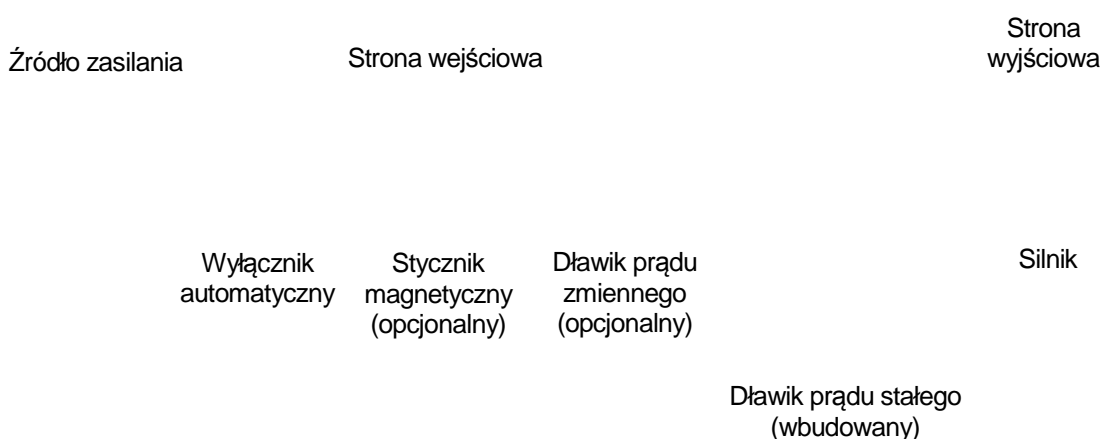 Źródło zasilania
Strona wejściowa
Strona
wyjściowa
Wyłącznik
automatyczny
Stycznik
magnetyczny
(opcjonalny)
Dławik prądu
zmiennego
(opcjonalny)
Silnik
Dławik prądu stałego
(wbudowany)